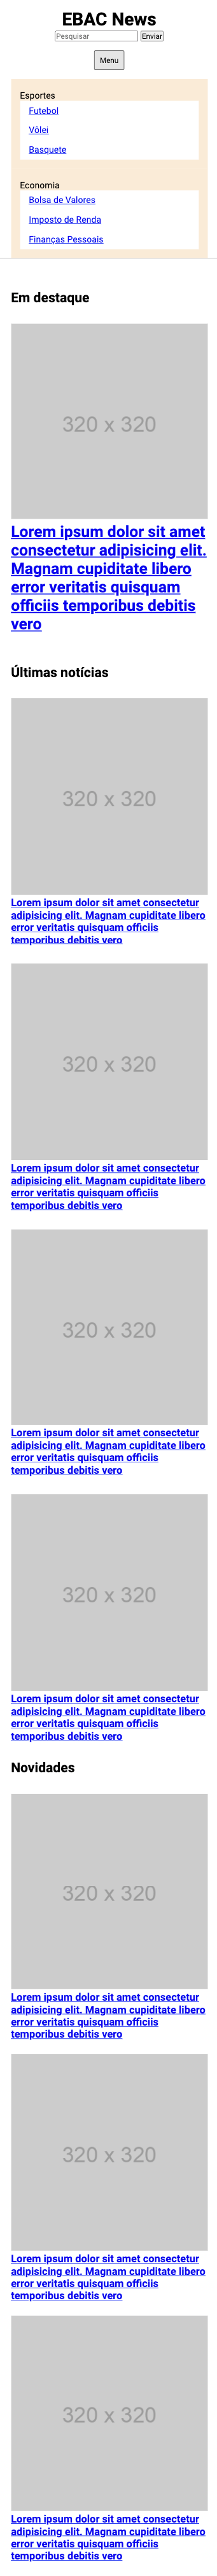 EBAC News
Pesquisar Enviar
Menu
Esportes
Futebol
Vôlei
Basquete
Economia
Bolsa de Valores
Imposto de Renda
Finanças Pessoais
Em destaque
320 x 320
Lorem ipsum dolor sit amet
consectetur adipisicing elit.
Magnam cupiditate libero
error veritatis quisquam
officiis temporibus debitis
vero
Últimas notícias
320 x 320
Lorem ipsum dolor sit amet consectetur
adipisicing elit. Magnam cupiditate libero
error veritatis quisquam officiis
temporibus debitis vero
320 x 320
Lorem ipsum dolor sit amet consectetur
adipisicing elit. Magnam cupiditate libero
error veritatis quisquam officiis
temporibus debitis vero
320 x 320
Lorem ipsum dolor sit amet consectetur
adipisicing elit. Magnam cupiditate libero
error veritatis quisquam officiis
temporibus debitis vero
320 x 320
Lorem ipsum dolor sit amet consectetur
adipisicing elit. Magnam cupiditate libero
error veritatis quisquam officiis
temporibus debitis vero
Novidades
320 x 320
Lorem ipsum dolor sit amet consectetur
adipisicing elit. Magnam cupiditate libero
error veritatis quisquam officiis
temporibus debitis vero
320 x 320
Lorem ipsum dolor sit amet consectetur
adipisicing elit. Magnam cupiditate libero
error veritatis quisquam officiis
temporibus debitis vero
320 x 320
Lorem ipsum dolor sit amet consectetur
adipisicing elit. Magnam cupiditate libero
error veritatis quisquam officiis
temporibus debitis vero